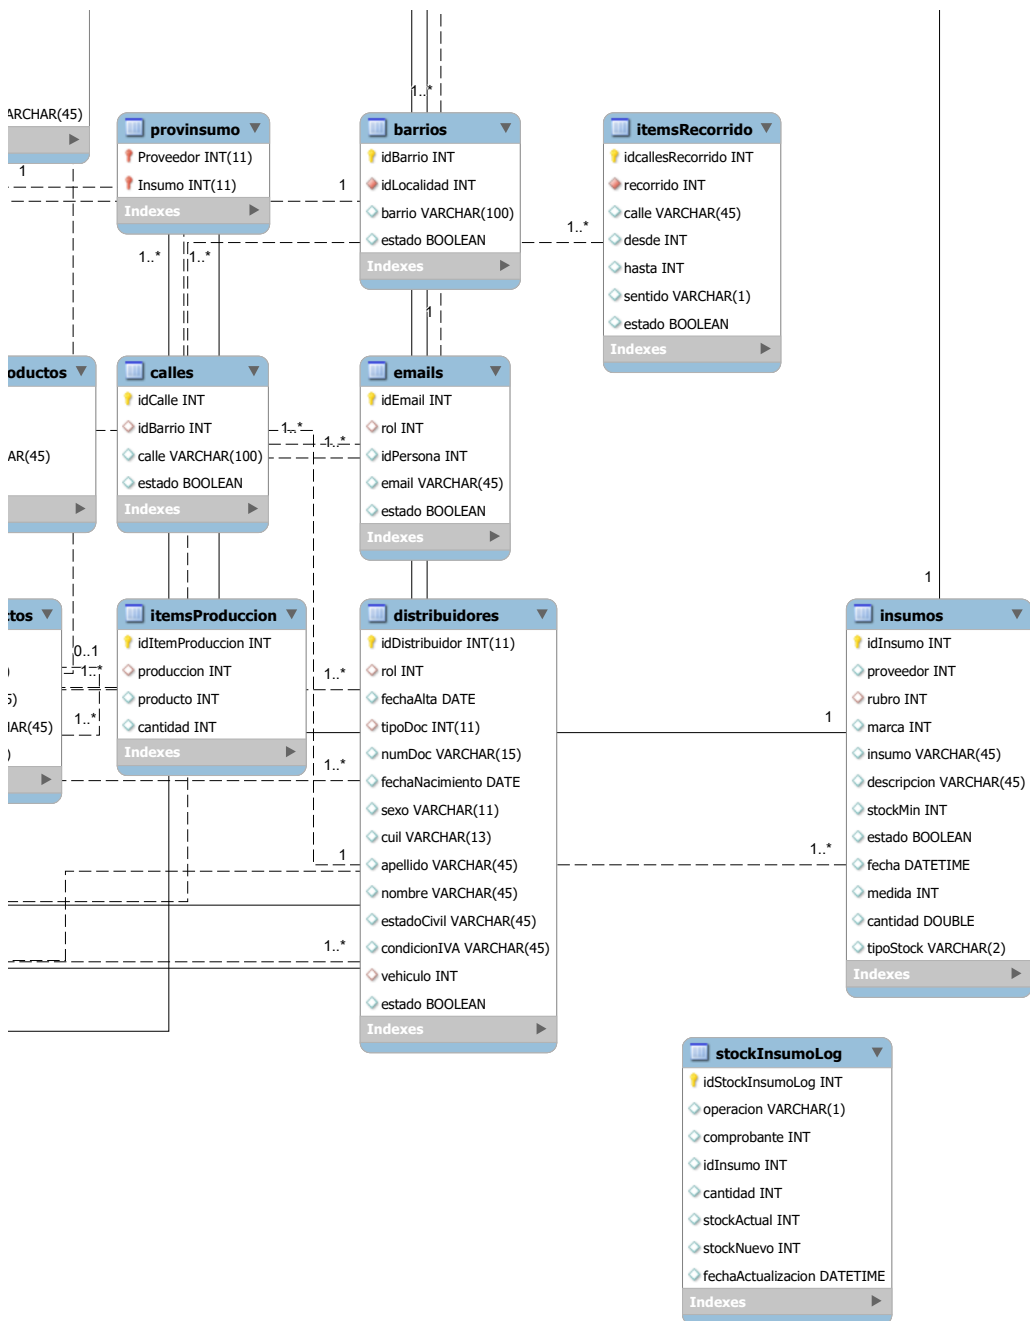 ARCHAR(45)
1
provinsumo
Proveedor INT(11)
Insumo INT(11)
Indexes
1..*
1..*
1..*
barrios
idBarrio INT
idLocalidad INT
barrio VARCHAR(100)
estado BOOLEAN
Indexes
1
1
1..*
itemsRecorrido
idcallesRecorrido INT
recorrido INT
calle VARCHAR(45)
desde INT
hasta INT
sentido VARCHAR(1)
estado BOOLEAN
Indexes
oductos
AR(45)
calles
idCalle INT
idBarrio INT
calle VARCHAR(100)
estado BOOLEAN
Indexes
1..*
1..*
emails
idEmail INT
rol INT
idPersona INT
email VARCHAR(45)
estado BOOLEAN
Indexes
ctos
)
5)
IAR(45)
)
0..1
1..*
1..*
itemsProduccion
idItemProduccion INT
produccion INT
producto INT
cantidad INT
Indexes
1..*
1..*
1
1..*
distribuidores
idDistribuidor INT(11)
rol INT
fechaAlta DATE
tipoDoc INT(11)
numDoc VARCHAR(15)
fechaNacimiento DATE
sexo VARCHAR(11)
cuil VARCHAR(13)
apellido VARCHAR(45)
nombre VARCHAR(45)
estadoCivil VARCHAR(45)
condicionIVA VARCHAR(45)
vehiculo INT
estado BOOLEAN
Indexes
1
1
1..*
insumos
idInsumo INT
proveedor INT
rubro INT
marca INT
insumo VARCHAR(45)
descripcion VARCHAR(45)
stockMin INT
estado BOOLEAN
fecha DATETIME
medida INT
cantidad DOUBLE
tipoStock VARCHAR(2)
Indexes
stockInsumoLog
idStockInsumoLog INT
operacion VARCHAR(1)
comprobante INT
idInsumo INT
cantidad INT
stockActual INT
stockNuevo INT
fechaActualizacion DATETIME
Indexes